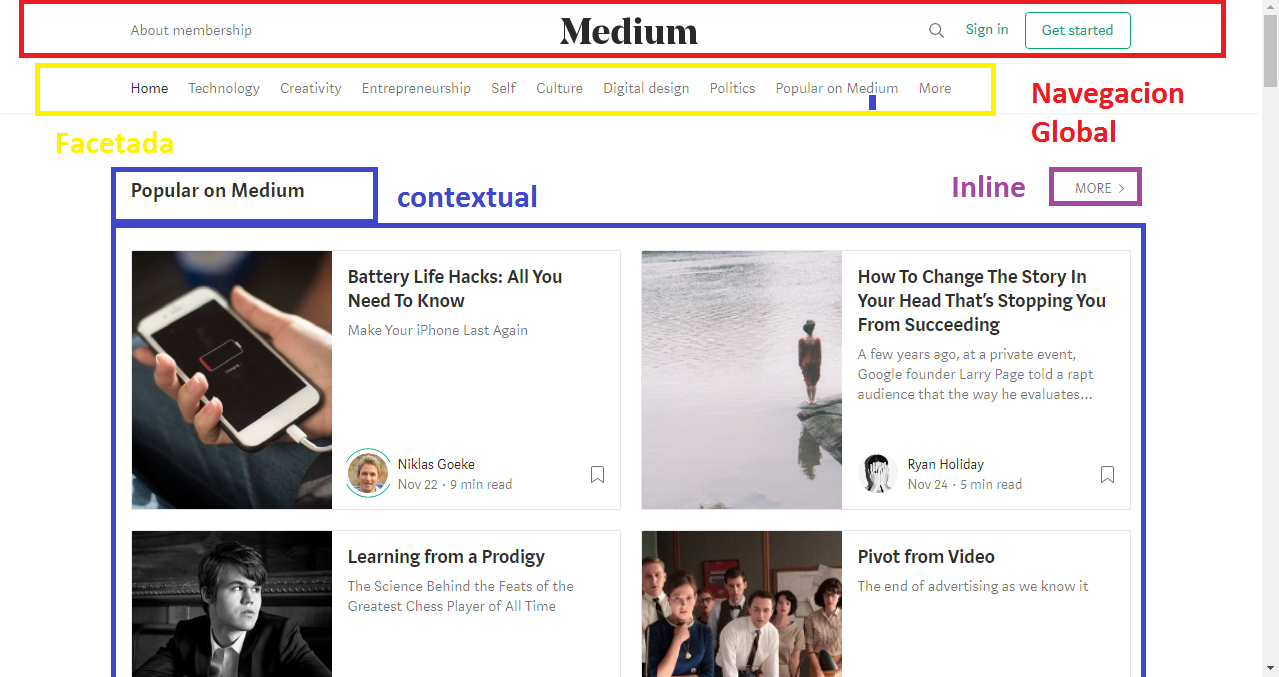 About membership
Medium
Sign in
Get started
Home Technology Creativity Entrepreneurship Self Culture Digital design Politics Popular on Medium More
Navegacion
Global
Facetada
Popular on Medium
contextual
Inline
MORE
Battery Life Hacks: All You
Need To Know
Make Your iPhone Last Again
Niklas Goeke
Nov 22 · 9 min read
How To Change The Story In
Your Head That’s Stopping You
From Succeeding
A few years ago, at a private event,
Google founder Larry Page told a rapt
audience that the way he evaluates…
Ryan Holiday
Nov 24 · 5 min read
Learning from a Prodigy
The Science Behind the Feats of the
Greatest Chess Player of All Time
Pivot from Video
The end of advertising as we know it